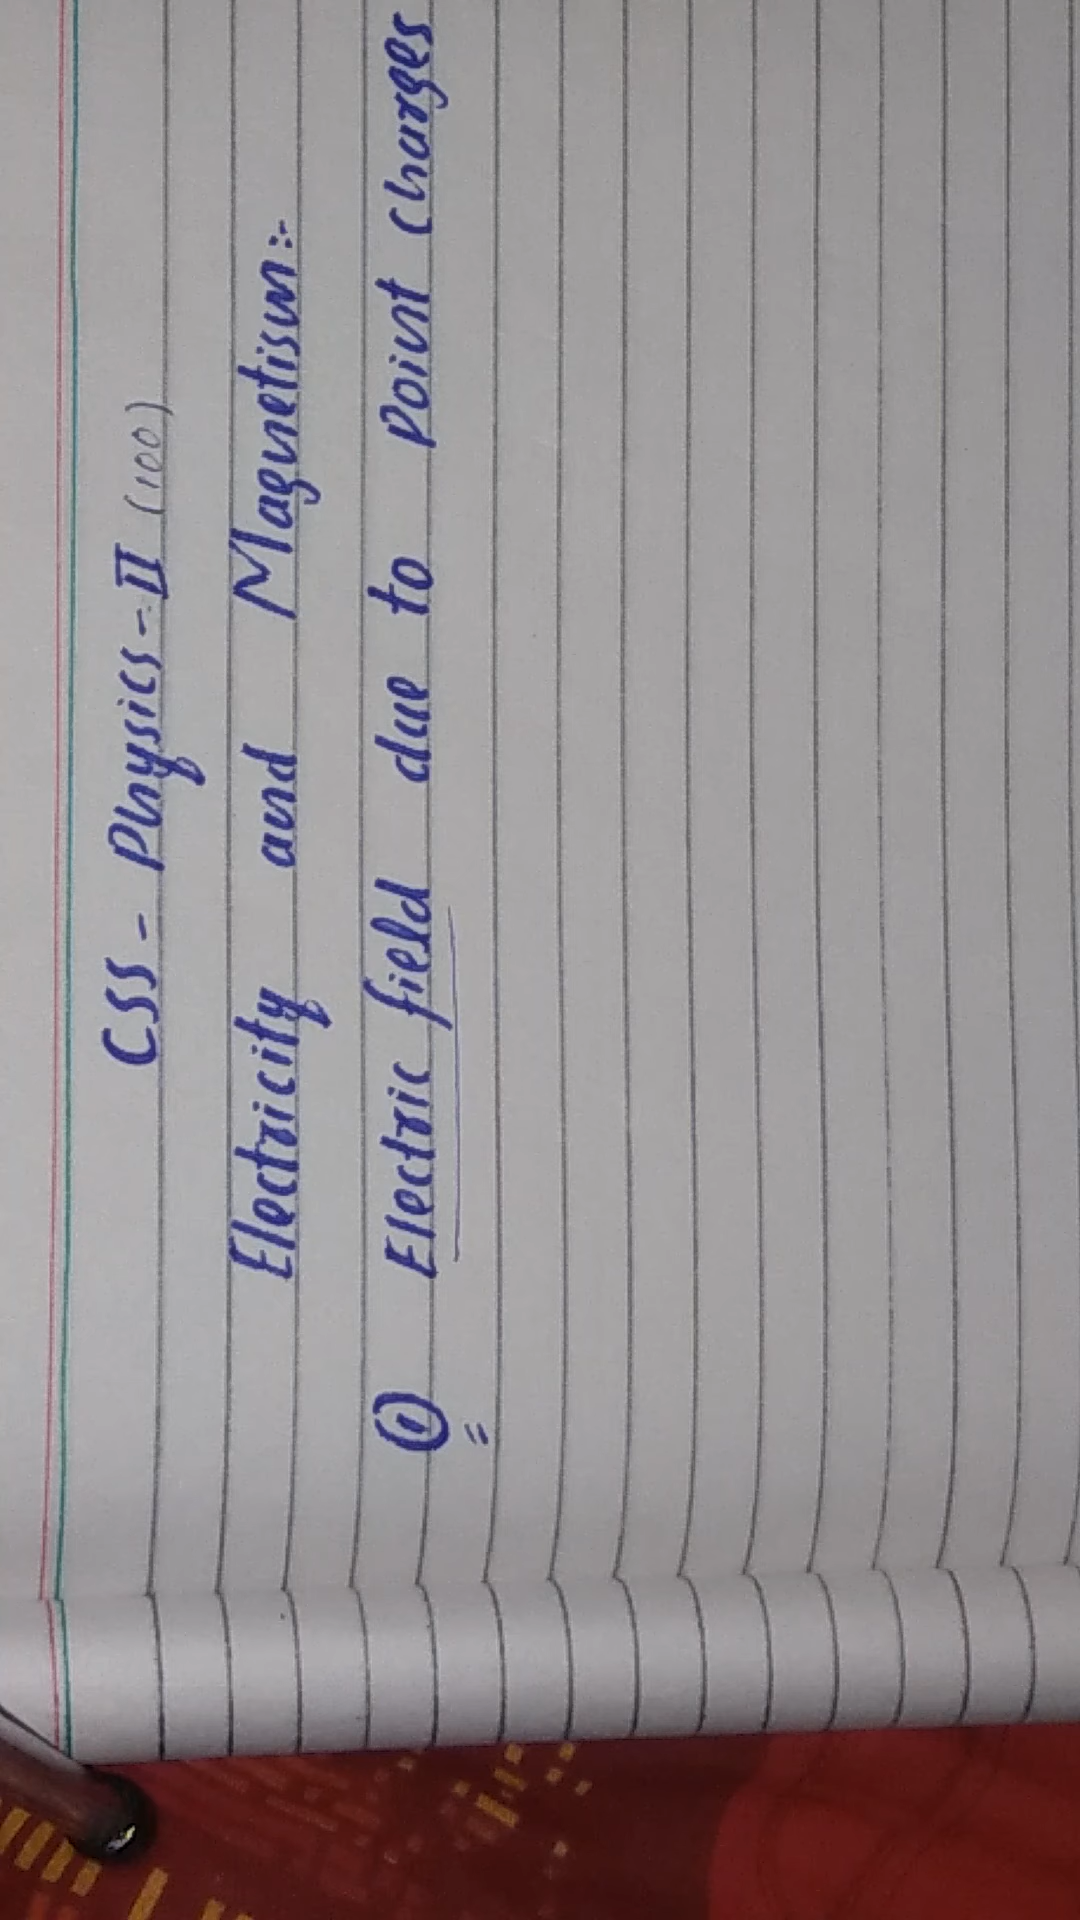 CSS - Physics - II (100)
Electricity and Magnetism:-
① Electric field due to Point Charges